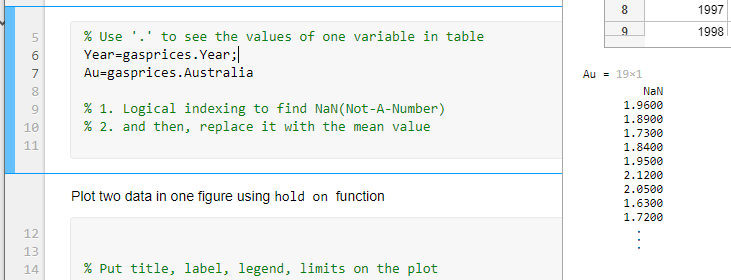 5 % Use '.' to see the values of one variable in table
6 Year=gasprices.Year;
7 Au=gasprices.Australia
8
9 % 1. Logical indexing to find NaN(Not-A-Number)
10 % 2. and then, replace it with the mean value
11
Plot two data in one figure using hold on function
12
13
14 % Put title, label, legend, limits on the plot
8 1997
9 1998
Au = 19×1
NaN
1.9600
1.8900
1.7300
1.8400
1.9500
2.1200
2.0500
1.6300
1.7200
⋮